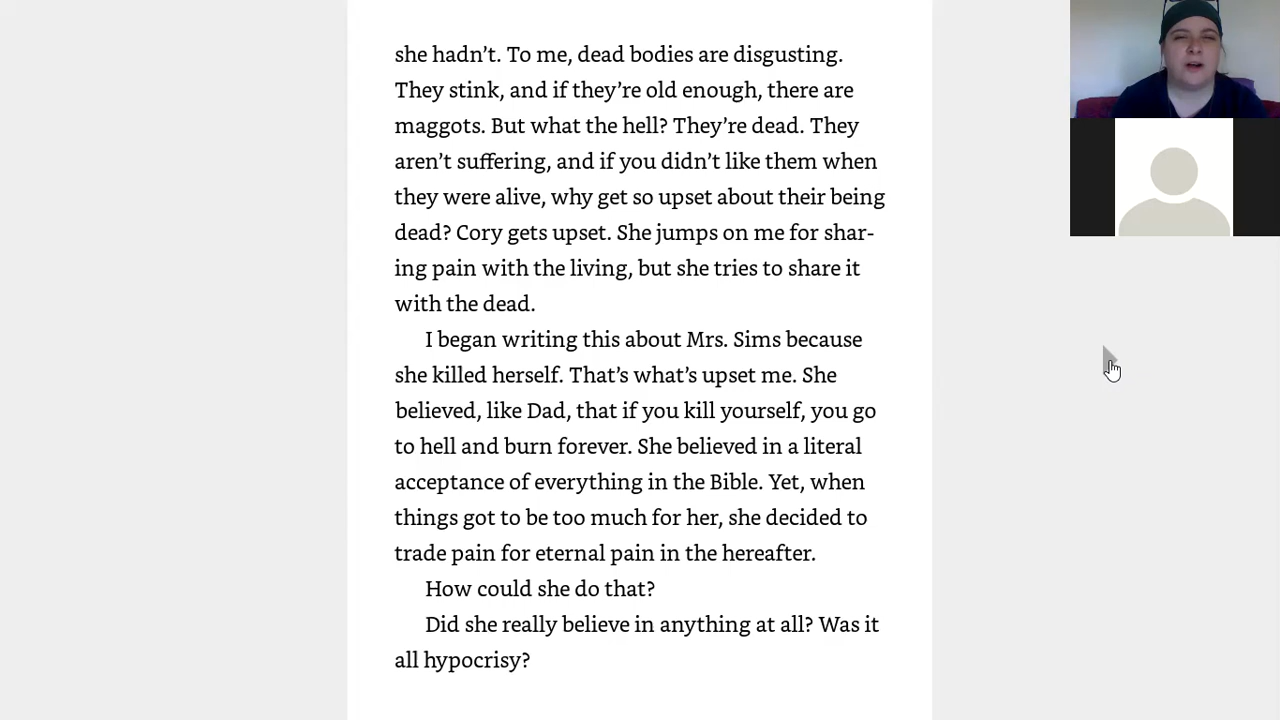 she hadn’t. To me, dead bodies are disgusting.
They stink, and if they’re old enough, there are
maggots. But what the hell? They’re dead. They
aren’t suffering, and if you didn’t like them when
they were alive, why get so upset about their being
dead? Cory gets upset. She jumps on me for shar-
ing pain with the living, but she tries to share it
with the dead.
I began writing this about Mrs. Sims because
she killed herself. That’s what’s upset me. She
believed, like Dad, that if you kill yourself, you go
to hell and burn forever. She believed in a literal
acceptance of everything in the Bible. Yet, when
things got to be too much for her, she decided to
trade pain for eternal pain in the hereafter.
How could she do that?
Did she really believe in anything at all? Was it
all hypocrisy?